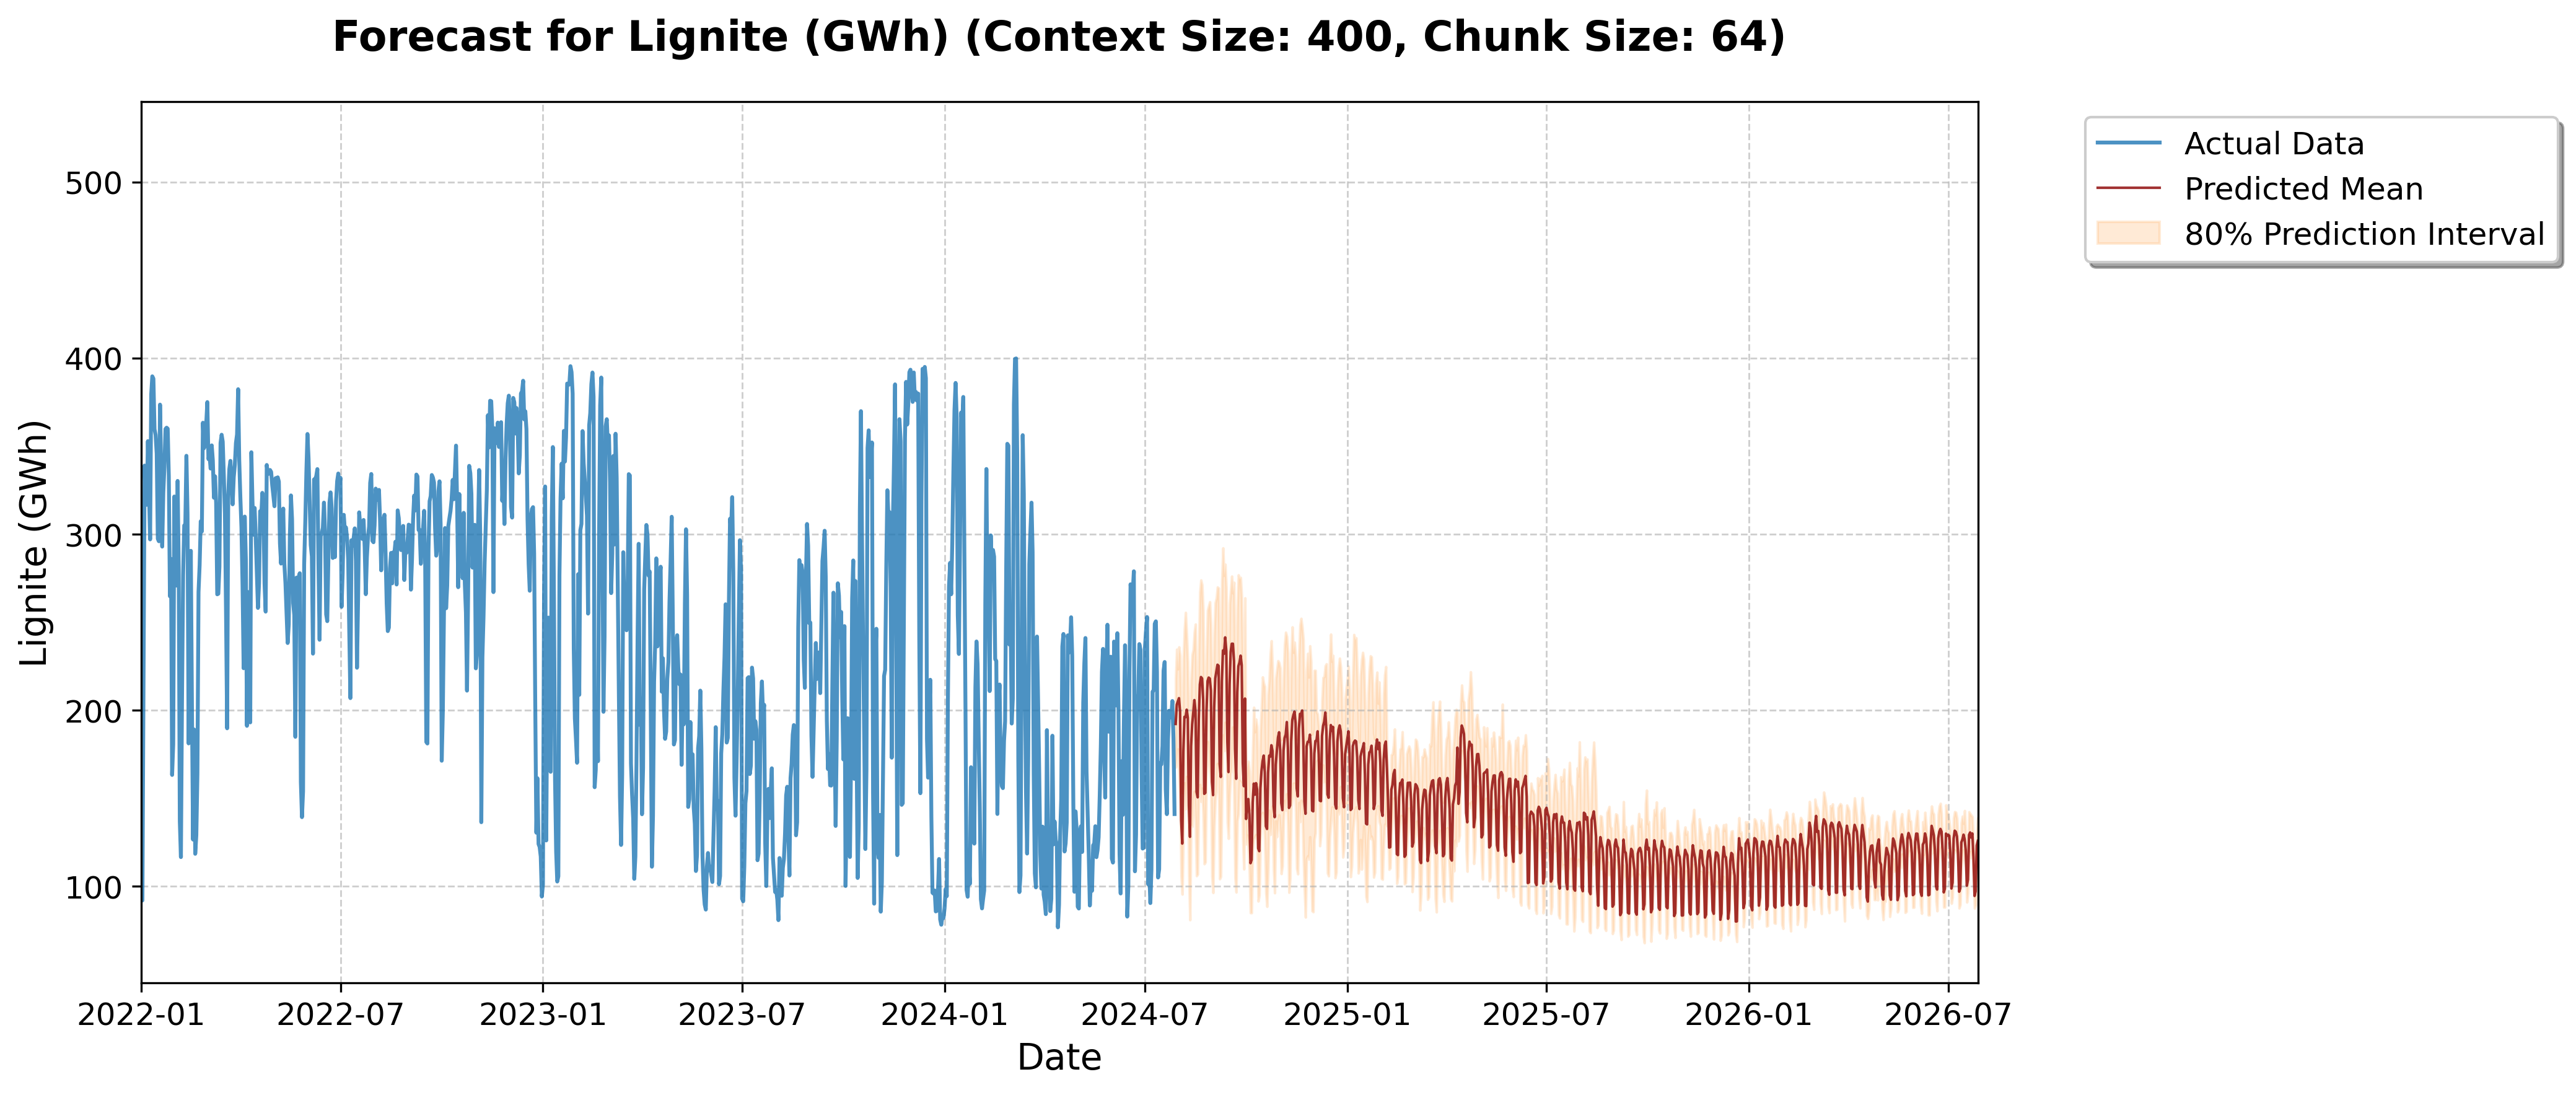 Forecast for Lignite (GWh) (Context Size: 400, Chunk Size: 64)
Actual Data
Predicted Mean
80% Prediction Interval
Lignite (GWh)
500
400
300
200
100
2022-01 2022-07 2023-01 2023-07 2024-01 2024-07 2025-01 2025-07 2026-01 2026-07
Date